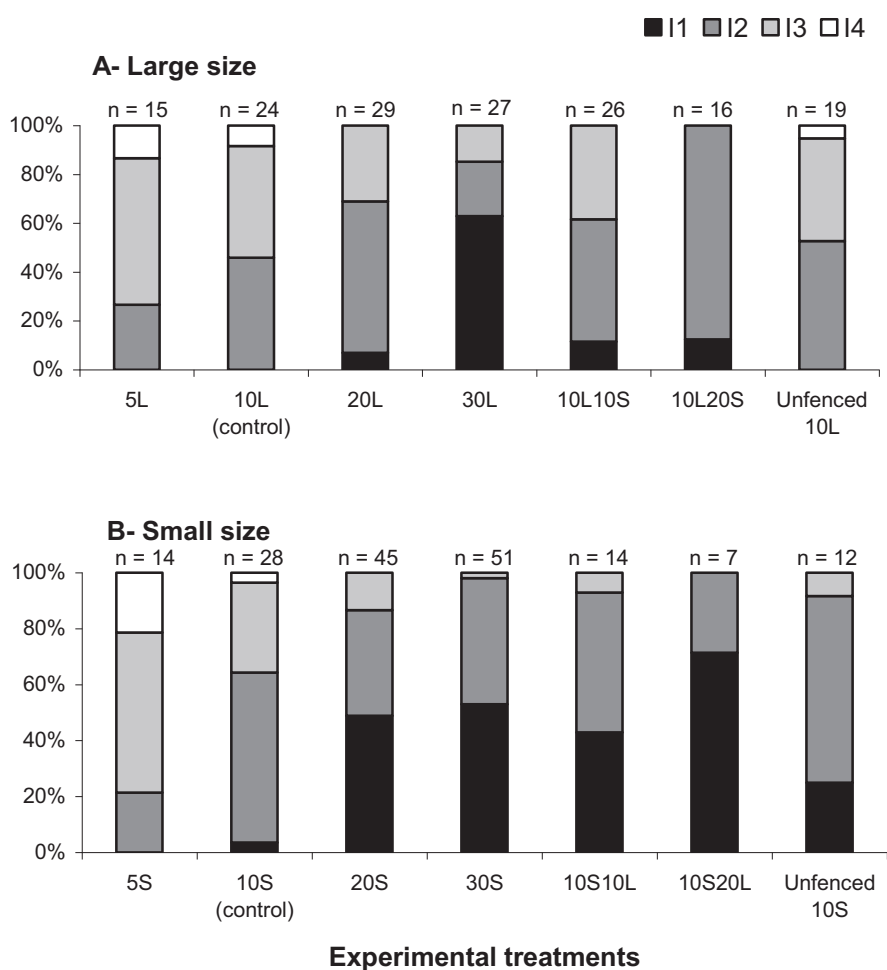 I1 I2 I3 I4
A- Large size
n = 15 n = 24 n = 29 n = 27 n = 26 n = 16 n = 19
100%
80%
60%
40%
20%
0%
5L 10L 20L 30L 10L10S 10L20S Unfenced
(control) 10L
B- Small size
n = 14 n = 28 n = 45 n = 51 n = 14 n = 7 n = 12
100%
80%
60%
40%
20%
0%
5S 10S 20S 30S 10S10L 10S20L Unfenced
(control) 10S
Experimental treatments